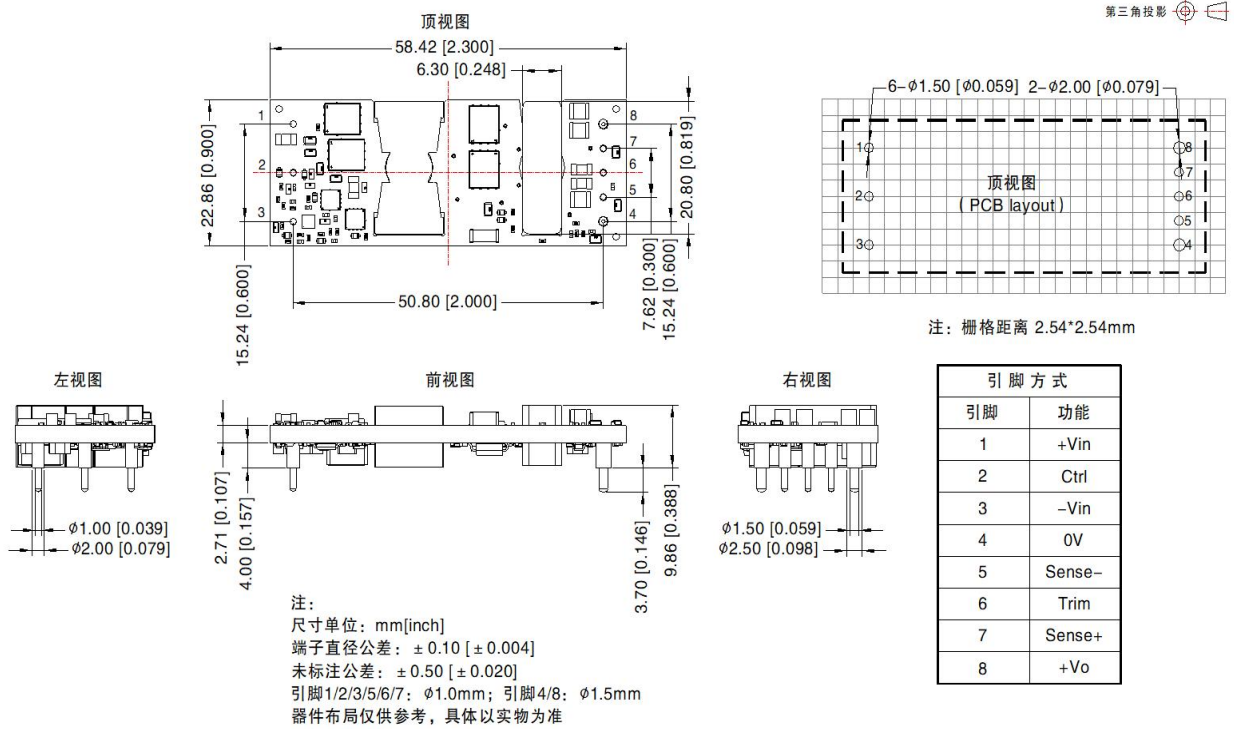 第三角投影
顶视图
58.42 [2.300]
6.30 [0.248]
1
2
3
8
7
6
5
4
22.86 [0.900]
15.24 [0.600]
50.80 [2.000]
20.80 [0.819]
7.62 [0.300]
15.24 [0.600]
6-Ø1.50 [Ø0.059]
2-Ø2.00 [Ø0.079]
1
2
3
8
7
6
5
4
顶视图
( PCB layout )
注：栅格距离 2.54*2.54mm
左视图
Ø1.00 [0.039]
Ø2.00 [0.079]
前视图
2.71 [0.107]
4.00 [0.157]
3.70 [0.146]
9.86 [0.388]
右视图
Ø1.50 [0.059]
Ø2.50 [0.098]
引脚方式
引脚 功能
1 +Vin
2 Ctrl
3 -Vin
4 0V
5 Sense-
6 Trim
7 Sense+
8 +Vo
注：
尺寸单位：mm[inch]
端子直径公差：±0.10 [±0.004]
未标注公差：±0.50 [±0.020]
引脚1/2/3/5/6/7：Ø1.0mm；引脚4/8：Ø1.5mm
器件布局仅供参考，具体以实物为准